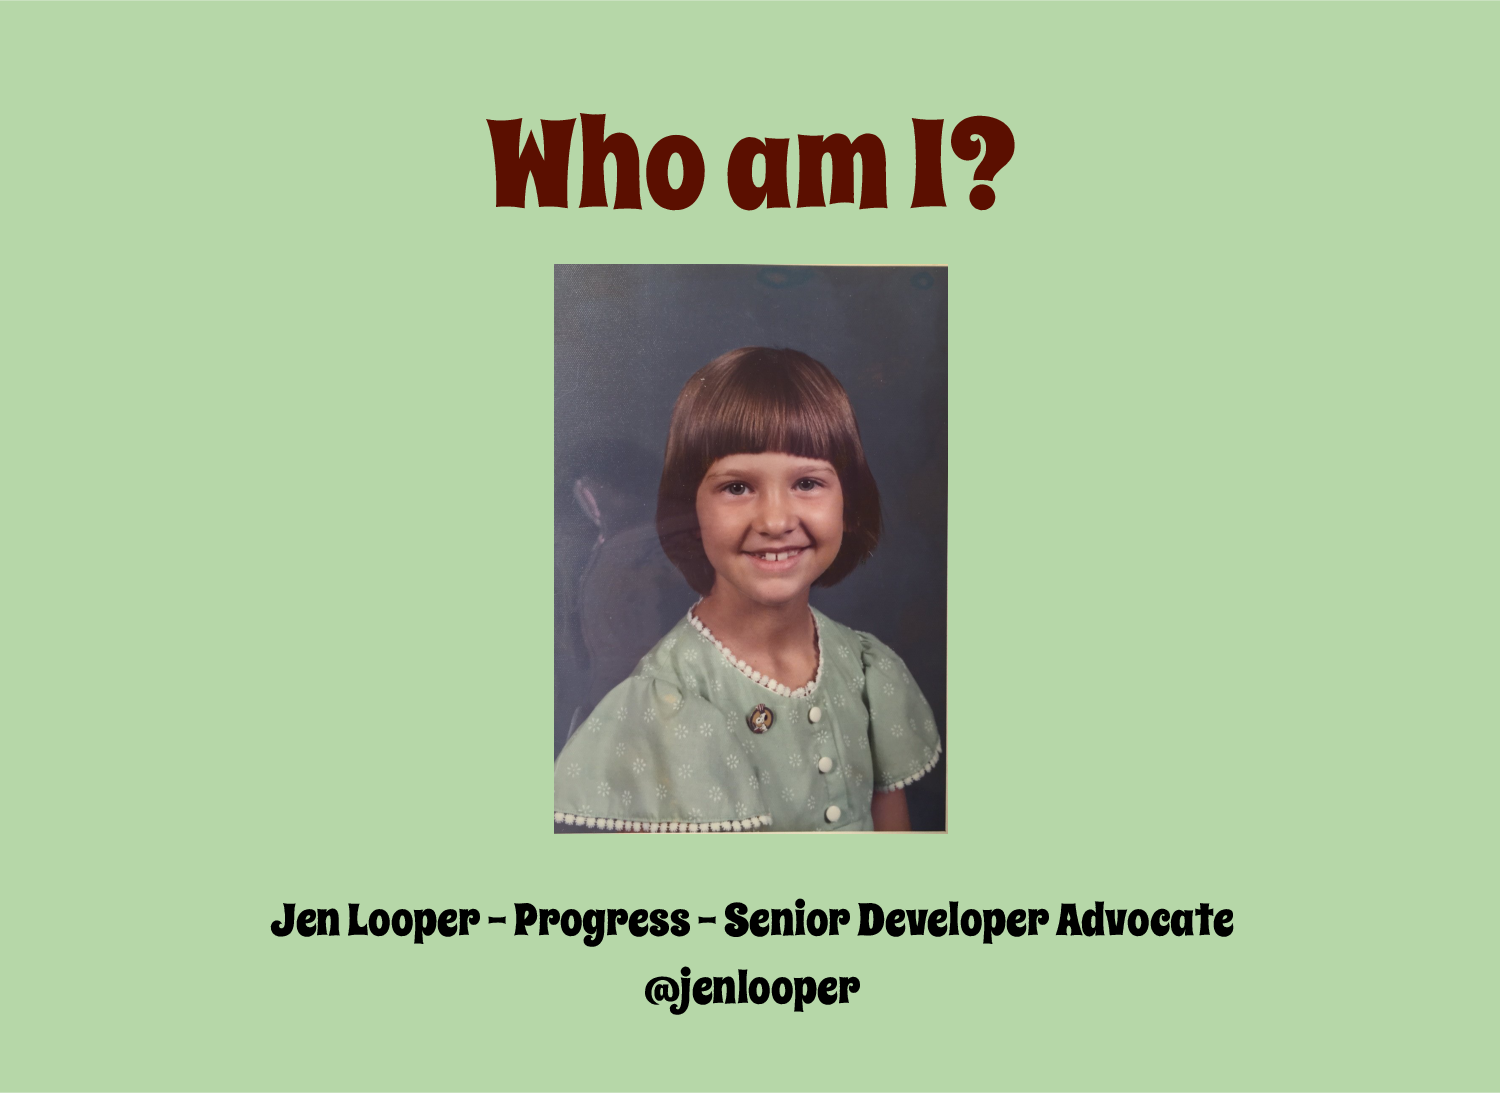 Who am I?
Jen Looper - Progress - Senior Developer Advocate
@jenlooper